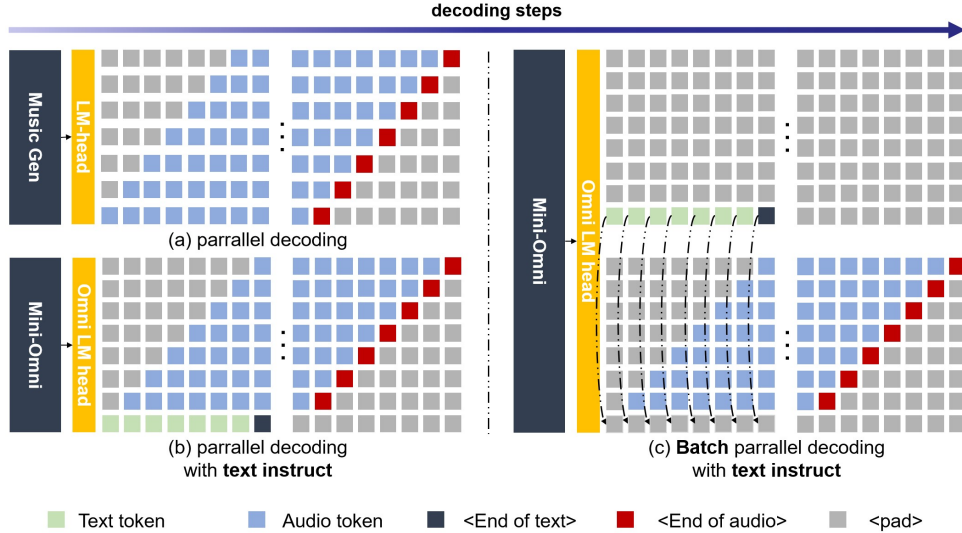 decoding steps
Music Gen
LM-head
(a) parrallel decoding
Mini-Omni
Omni LM head
(b) parrallel decoding
with text instruct
Mini-Omni
Omni LM head
(c) Batch parrallel decoding
with text instruct
Text token
Audio token
<End of text>
<End of audio>
<pad>